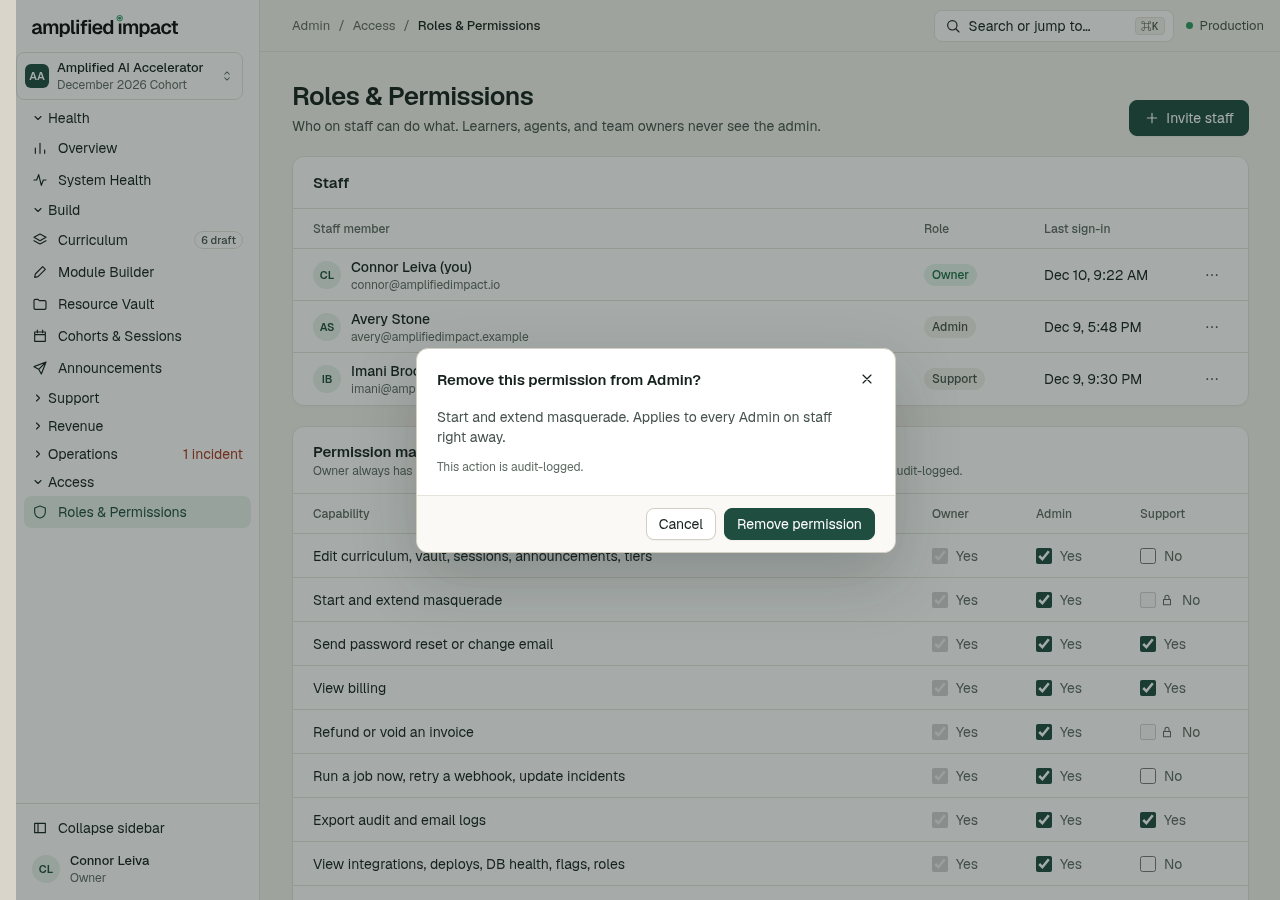 amplified impact
Admin / Access / Roles & Permissions
Search or jump to…
⌘K
Production
AA
Amplified AI Accelerator
December 2026 Cohort
Health
Overview
System Health
Build
Curriculum
6 draft
Module Builder
Resource Vault
Cohorts & Sessions
Announcements
Support
Revenue
Operations
1 incident
Access
Roles & Permissions
Collapse sidebar
CL
Connor Leiva
Owner
Roles & Permissions
Who on staff can do what. Learners, agents, and team owners never see the admin.
Invite staff
Staff
Staff member Role Last sign-in
CL
Connor Leiva (you)
connor@amplifiedimpact.io
Owner
Dec 10, 9:22 AM
AS
Avery Stone
avery@amplifiedimpact.example
Admin
Dec 9, 5:48 PM
IB
Imani
imani@amp
Support
Dec 9, 9:30 PM
Permission
Owner always has
audit-logged.
Remove this permission from Admin?
Start and extend masquerade. Applies to every Admin on staff
right away.
This action is audit-logged.
Cancel
Remove permission
Capability Owner Admin Support
Edit curriculum, vault, sessions, announcements, tiers Yes Yes No
Start and extend masquerade Yes Yes No
Send password reset or change email Yes Yes Yes
View billing Yes Yes Yes
Refund or void an invoice Yes Yes No
Run a job now, retry a webhook, update incidents Yes Yes No
Export audit and email logs Yes Yes Yes
View integrations, deploys, DB health, flags, roles Yes Yes No